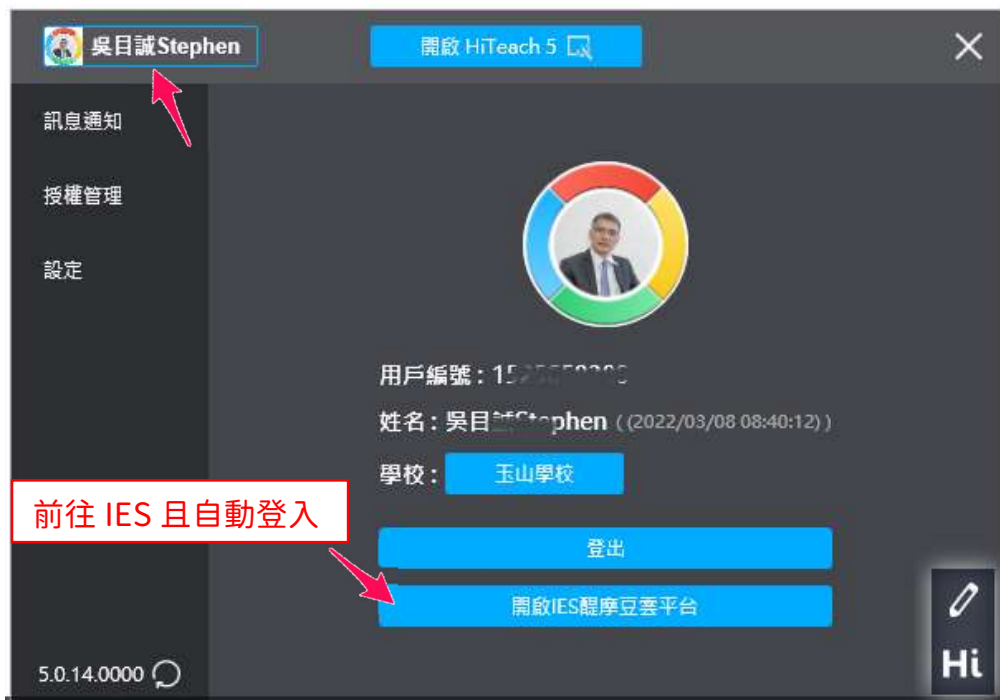 吳目誠Stephen
開啟 HiTeach 5
訊息通知
授權管理
設定
用戶編號：
姓名：吳目 phen ((2022/03/08 08:40:12))
學校： 玉山學校
前往 IES 且自動登入
登出
開啟IES醍摩豆雲平台
5.0.14.0000
Hi